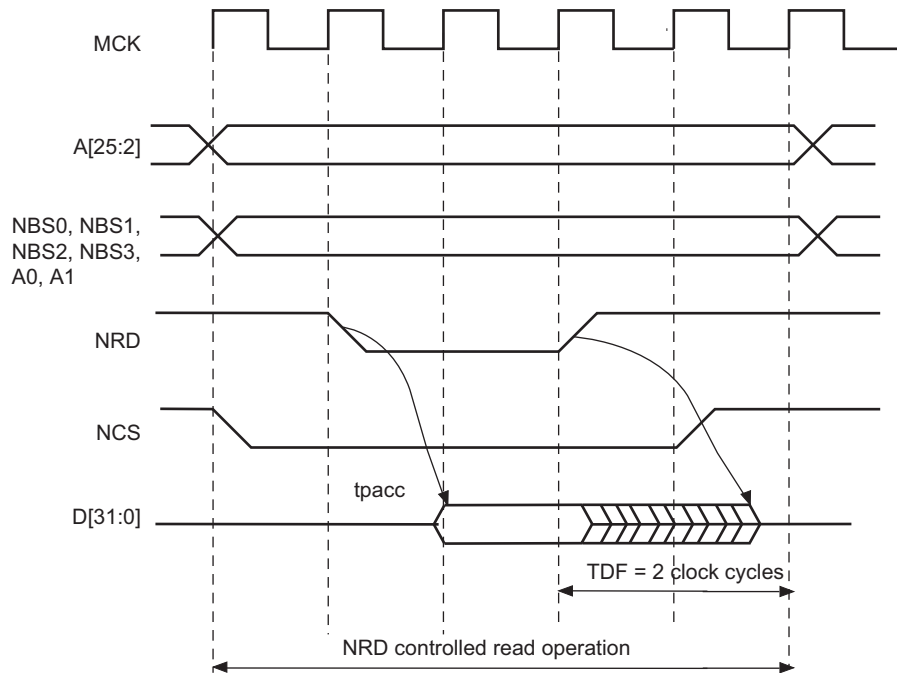 MCK
A[25:2]
NBS0, NBS1,
NBS2, NBS3,
A0, A1
NRD
NCS
tpacc
D[31:0]
TDF = 2 clock cycles
NRD controlled read operation